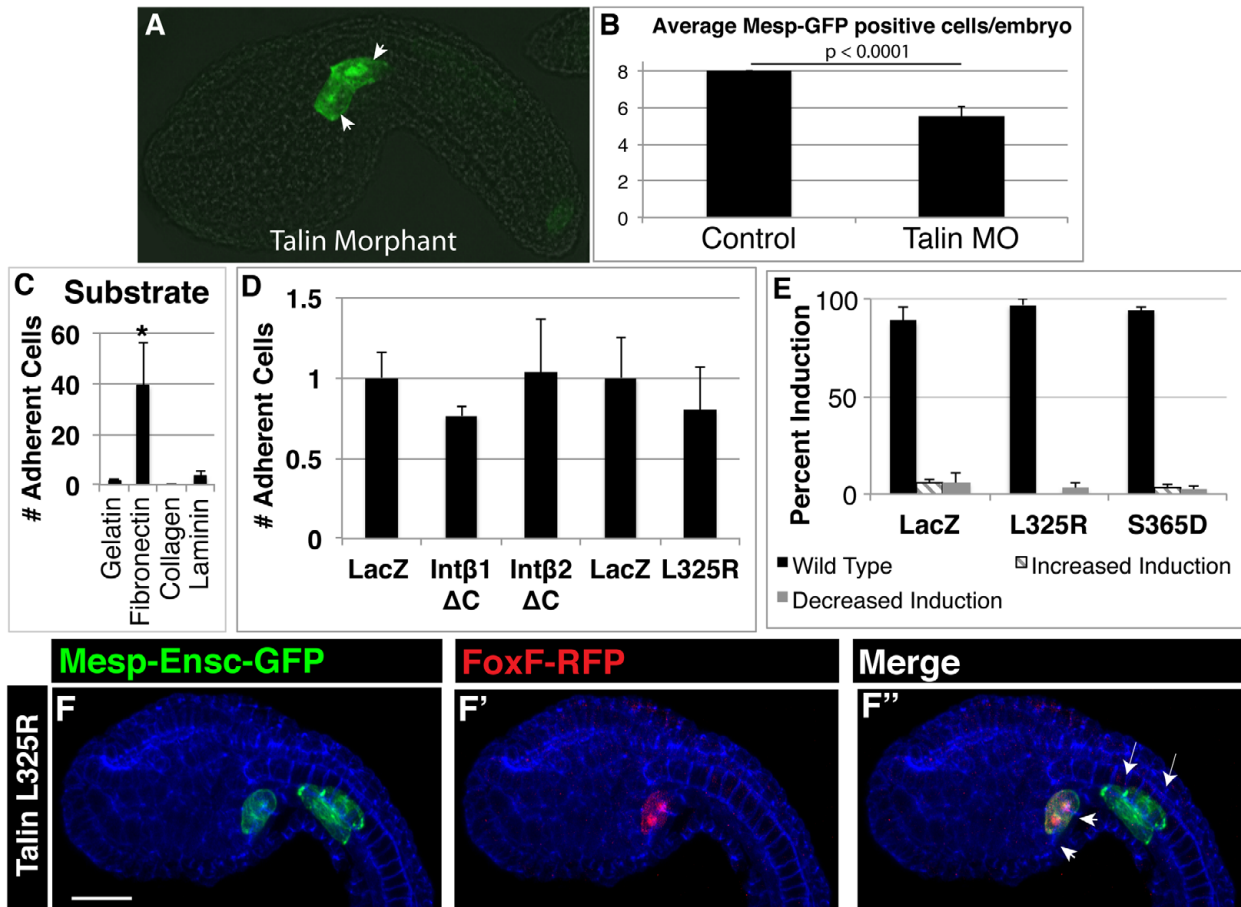 A
Talin Morphant
B
Average Mesp-GFP positive cells/embryo
p < 0.0001
8
6
4
2
0
Control
Talin MO
C
Substrate
# Adherent Cells
60
40
20
0
*
Gelatin
Fibronectin
Collagen
Laminin
D
# Adherent Cells
1.5
1
0.5
0
LacZ
Intβ1
ΔC
Intβ2
ΔC
LacZ
L325R
E
Percent Induction
100
50
0
LacZ
L325R
S365D
Wild Type
Increased Induction
Decreased Induction
Mesp-Ensc-GFP
FoxF-RFP
Merge
Talin L325R
F
F'
F"